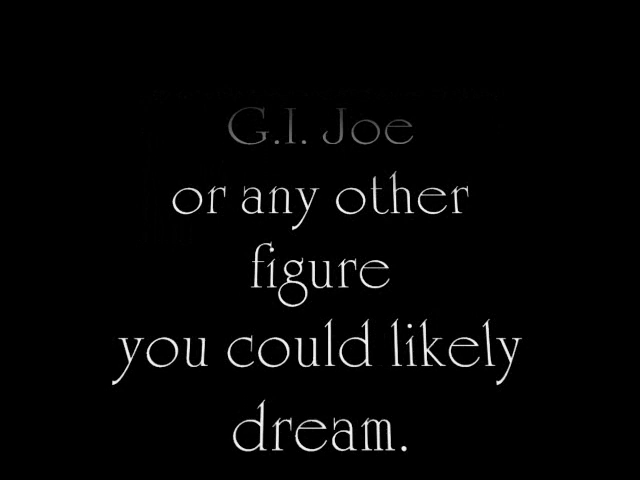 G.I. Joe
or any other
figure
you could likely
dream.